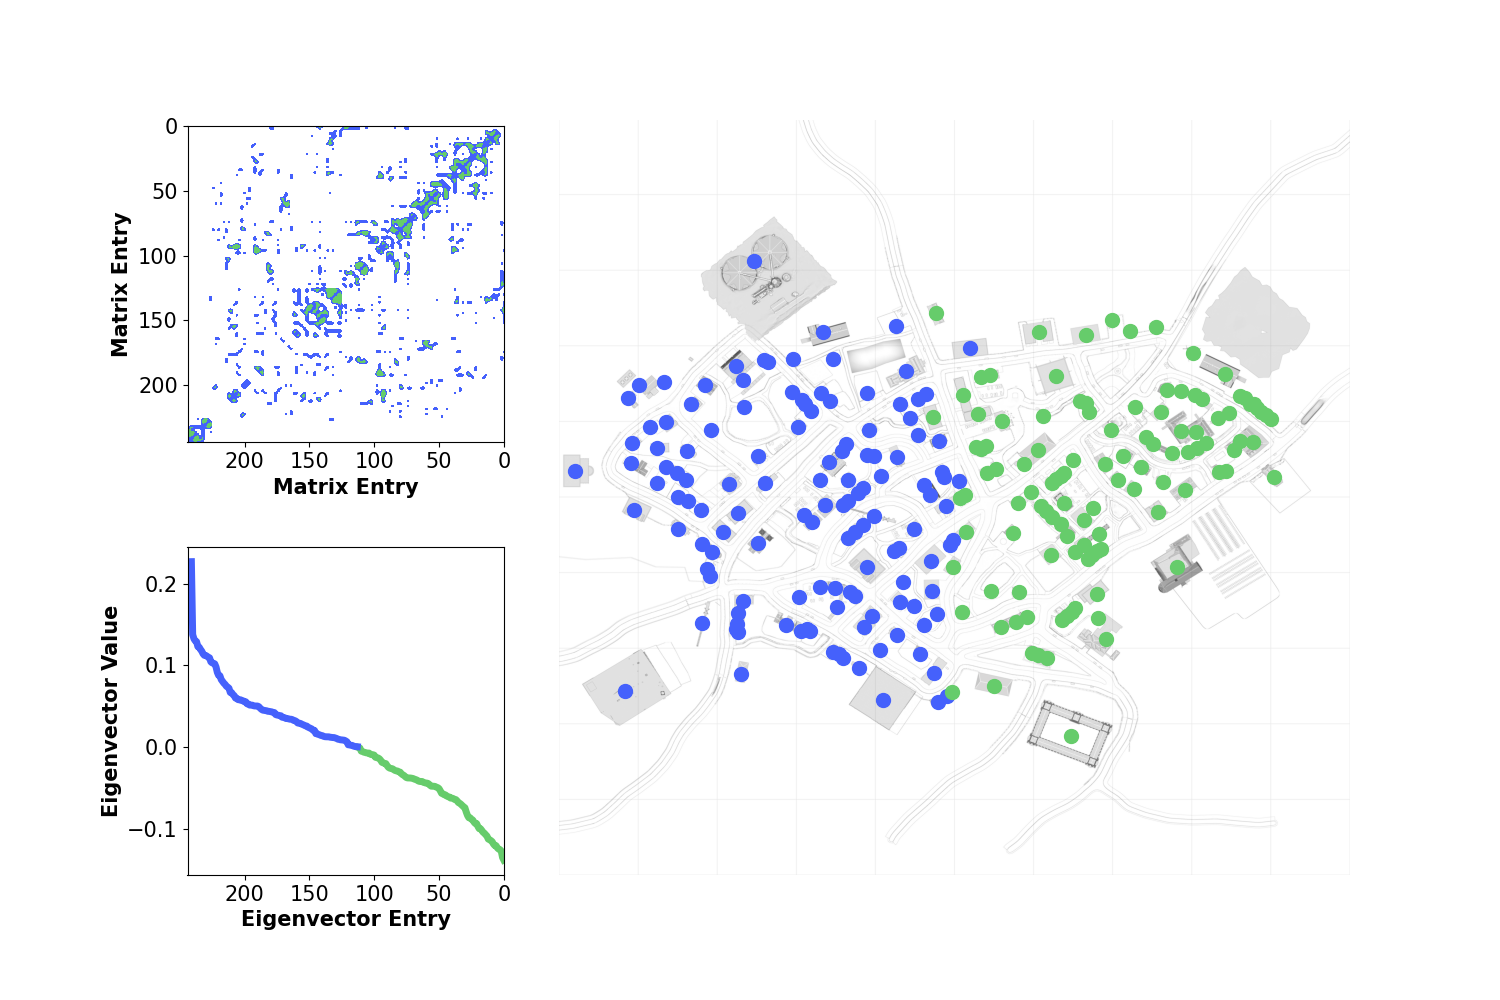 0
50
100
150
200
Matrix Entry
200 150 100 50 0
Matrix Entry
0.2
0.1
0.0
−0.1
Eigenvector Value
200 150 100 50 0
Eigenvector Entry